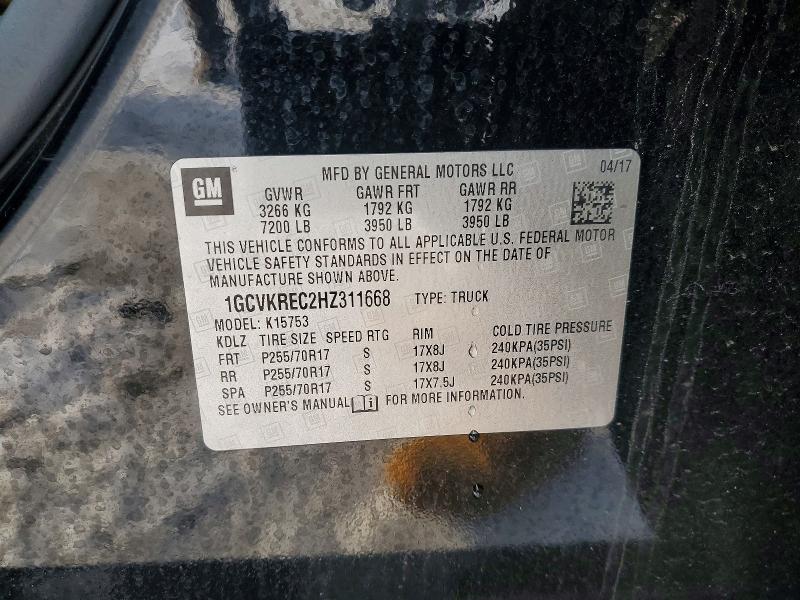 GM
MFD BY GENERAL MOTORS LLC 04/17
GVWR GAWR FRT GAWR RR
3266 KG 1792 KG 1792 KG
7200 LB 3950 LB 3950 LB
THIS VEHICLE CONFORMS TO ALL APPLICABLE U.S. FEDERAL MOTOR
VEHICLE SAFETY STANDARDS IN EFFECT ON THE DATE OF
MANUFACTURE SHOWN ABOVE.
1GCVKREC2HZ311668 TYPE: TRUCK
MODEL: K15753
KDLZ TIRE SIZE SPEED RTG RIM COLD TIRE PRESSURE
FRT P255/70R17 S 17X8J 240KPA(35PSI)
RR P255/70R17 S 17X8J 240KPA(35PSI)
SPA P255/70R17 S 17X7.5J 240KPA(35PSI)
SEE OWNER'S MANUAL FOR MORE INFORMATION.